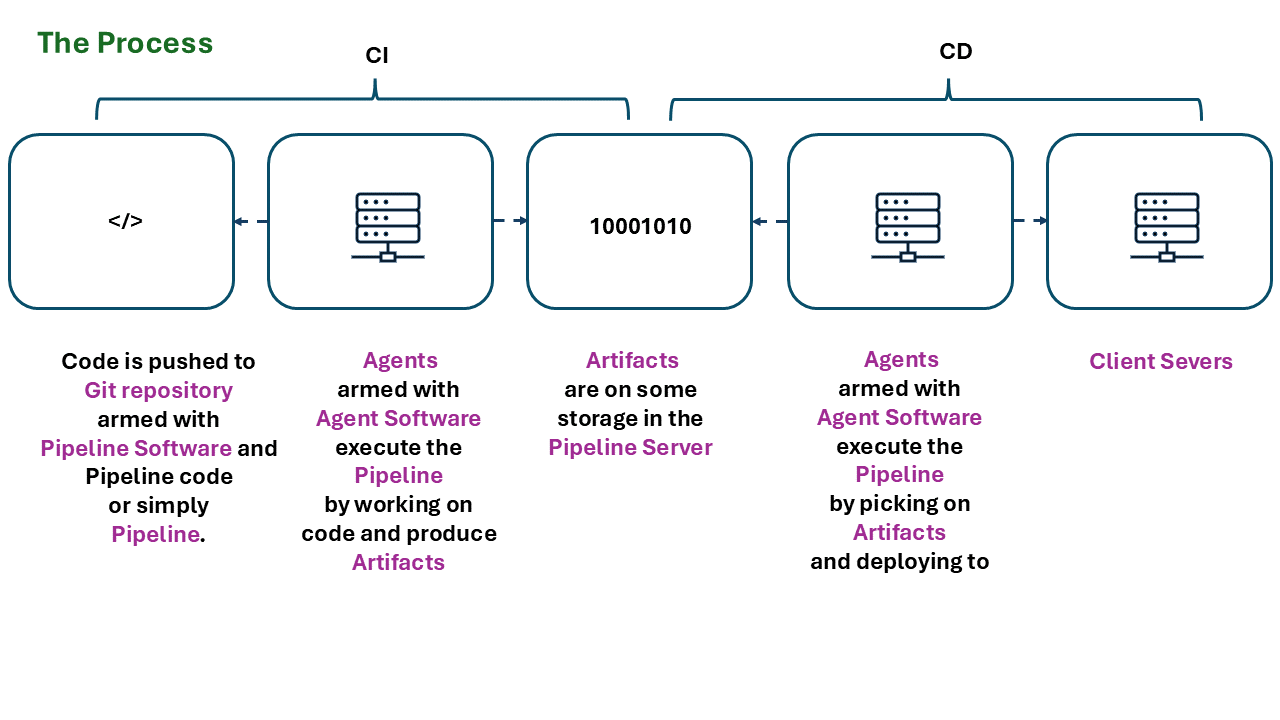 The Process
CI
CD
</>
10001010
Code is pushed to
Git repository
armed with
Pipeline Software and
Pipeline code
or simply
Pipeline.
Agents
armed with
Agent Software
execute the
Pipeline
by working on
code and produce
Artifacts
Artifacts
are on some
storage in the
Pipeline Server
Agents
armed with
Agent Software
execute the
Pipeline
by picking on
Artifacts
and deploying to
Client Severs